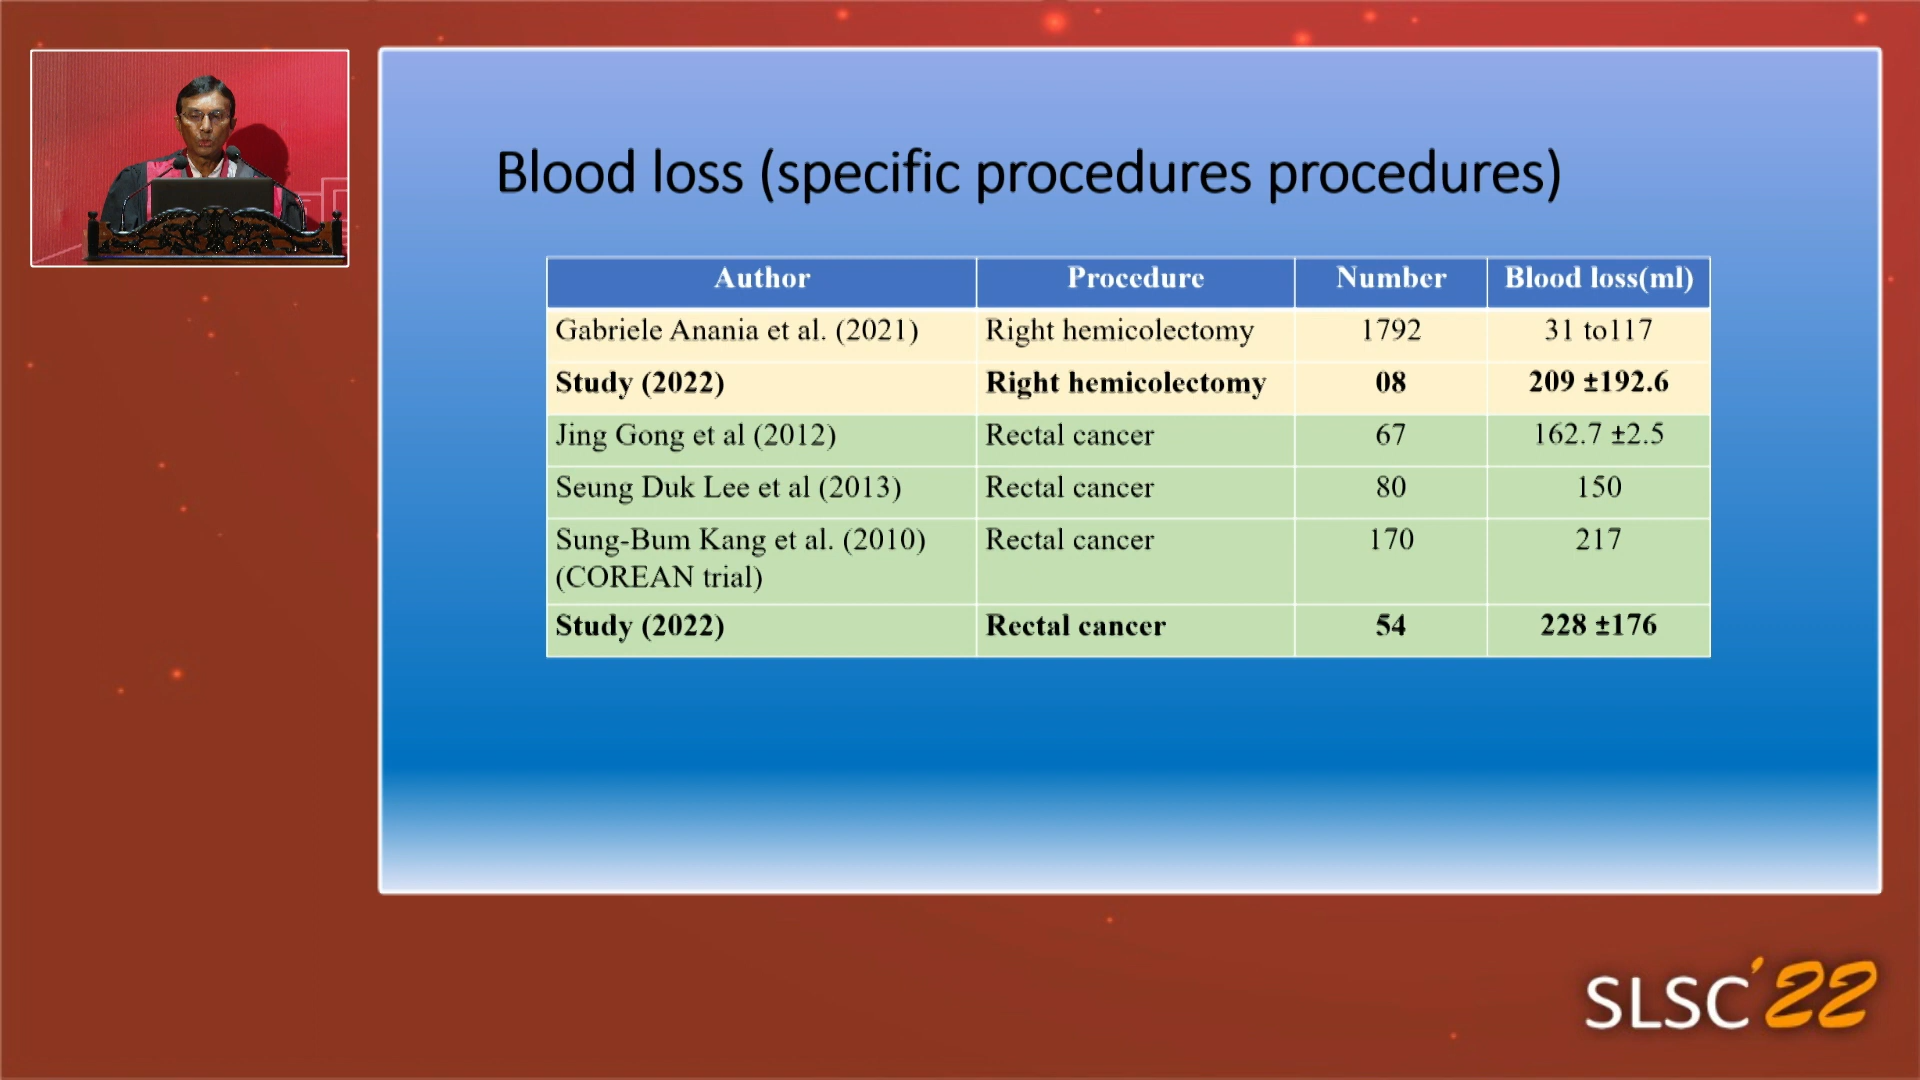 Blood loss (specific procedures procedures)
Author Procedure Number Blood loss(ml)
Gabriele Anania et al. (2021) Right hemicolectomy 1792 31 to117
Study (2022) Right hemicolectomy 08 209 ±192.6
Jing Gong et al (2012) Rectal cancer 67 162.7 ±2.5
Seung Duk Lee et al (2013) Rectal cancer 80 150
Sung-Bum Kang et al. (2010) Rectal cancer 170 217
(COREAN trial)
Study (2022) Rectal cancer 54 228 ±176
SLSC'22